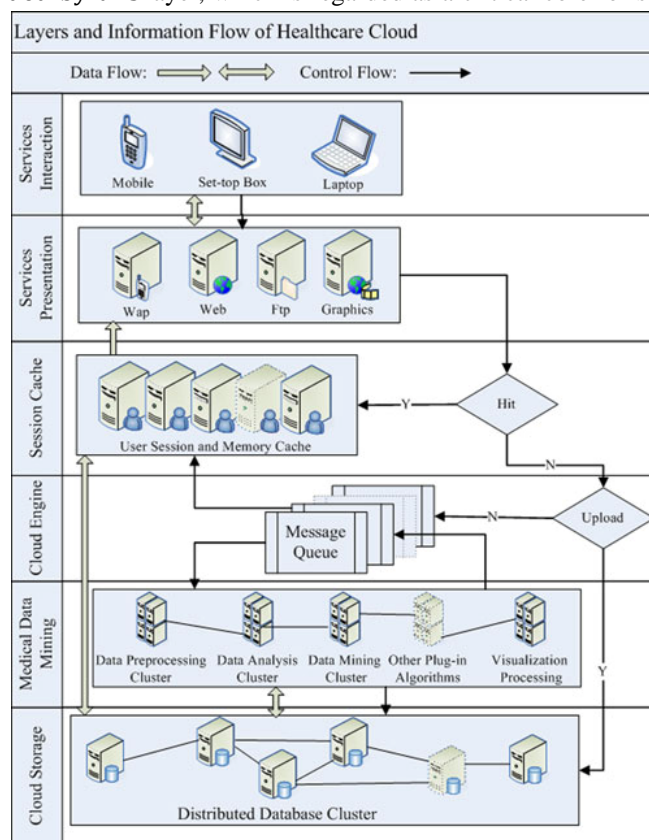 Layers and Information Flow of Healthcare Cloud
Data Flow:
Control Flow:
Services Interaction
Mobile
Set-top Box
Laptop
Services Presentation
Wap
Web
Ftp
Graphics
Session Cache
User Session and Memory Cache
Hit
Y
N
Cloud Engine
Message
Queue
N
Upload
Medical Data Mining
Data Preprocessing
Cluster
Data Analysis
Cluster
Data Mining
Cluster
Other Plug-in
Algorithms
Visualization
Processing
Y
Cloud Storage
Distributed Database Cluster